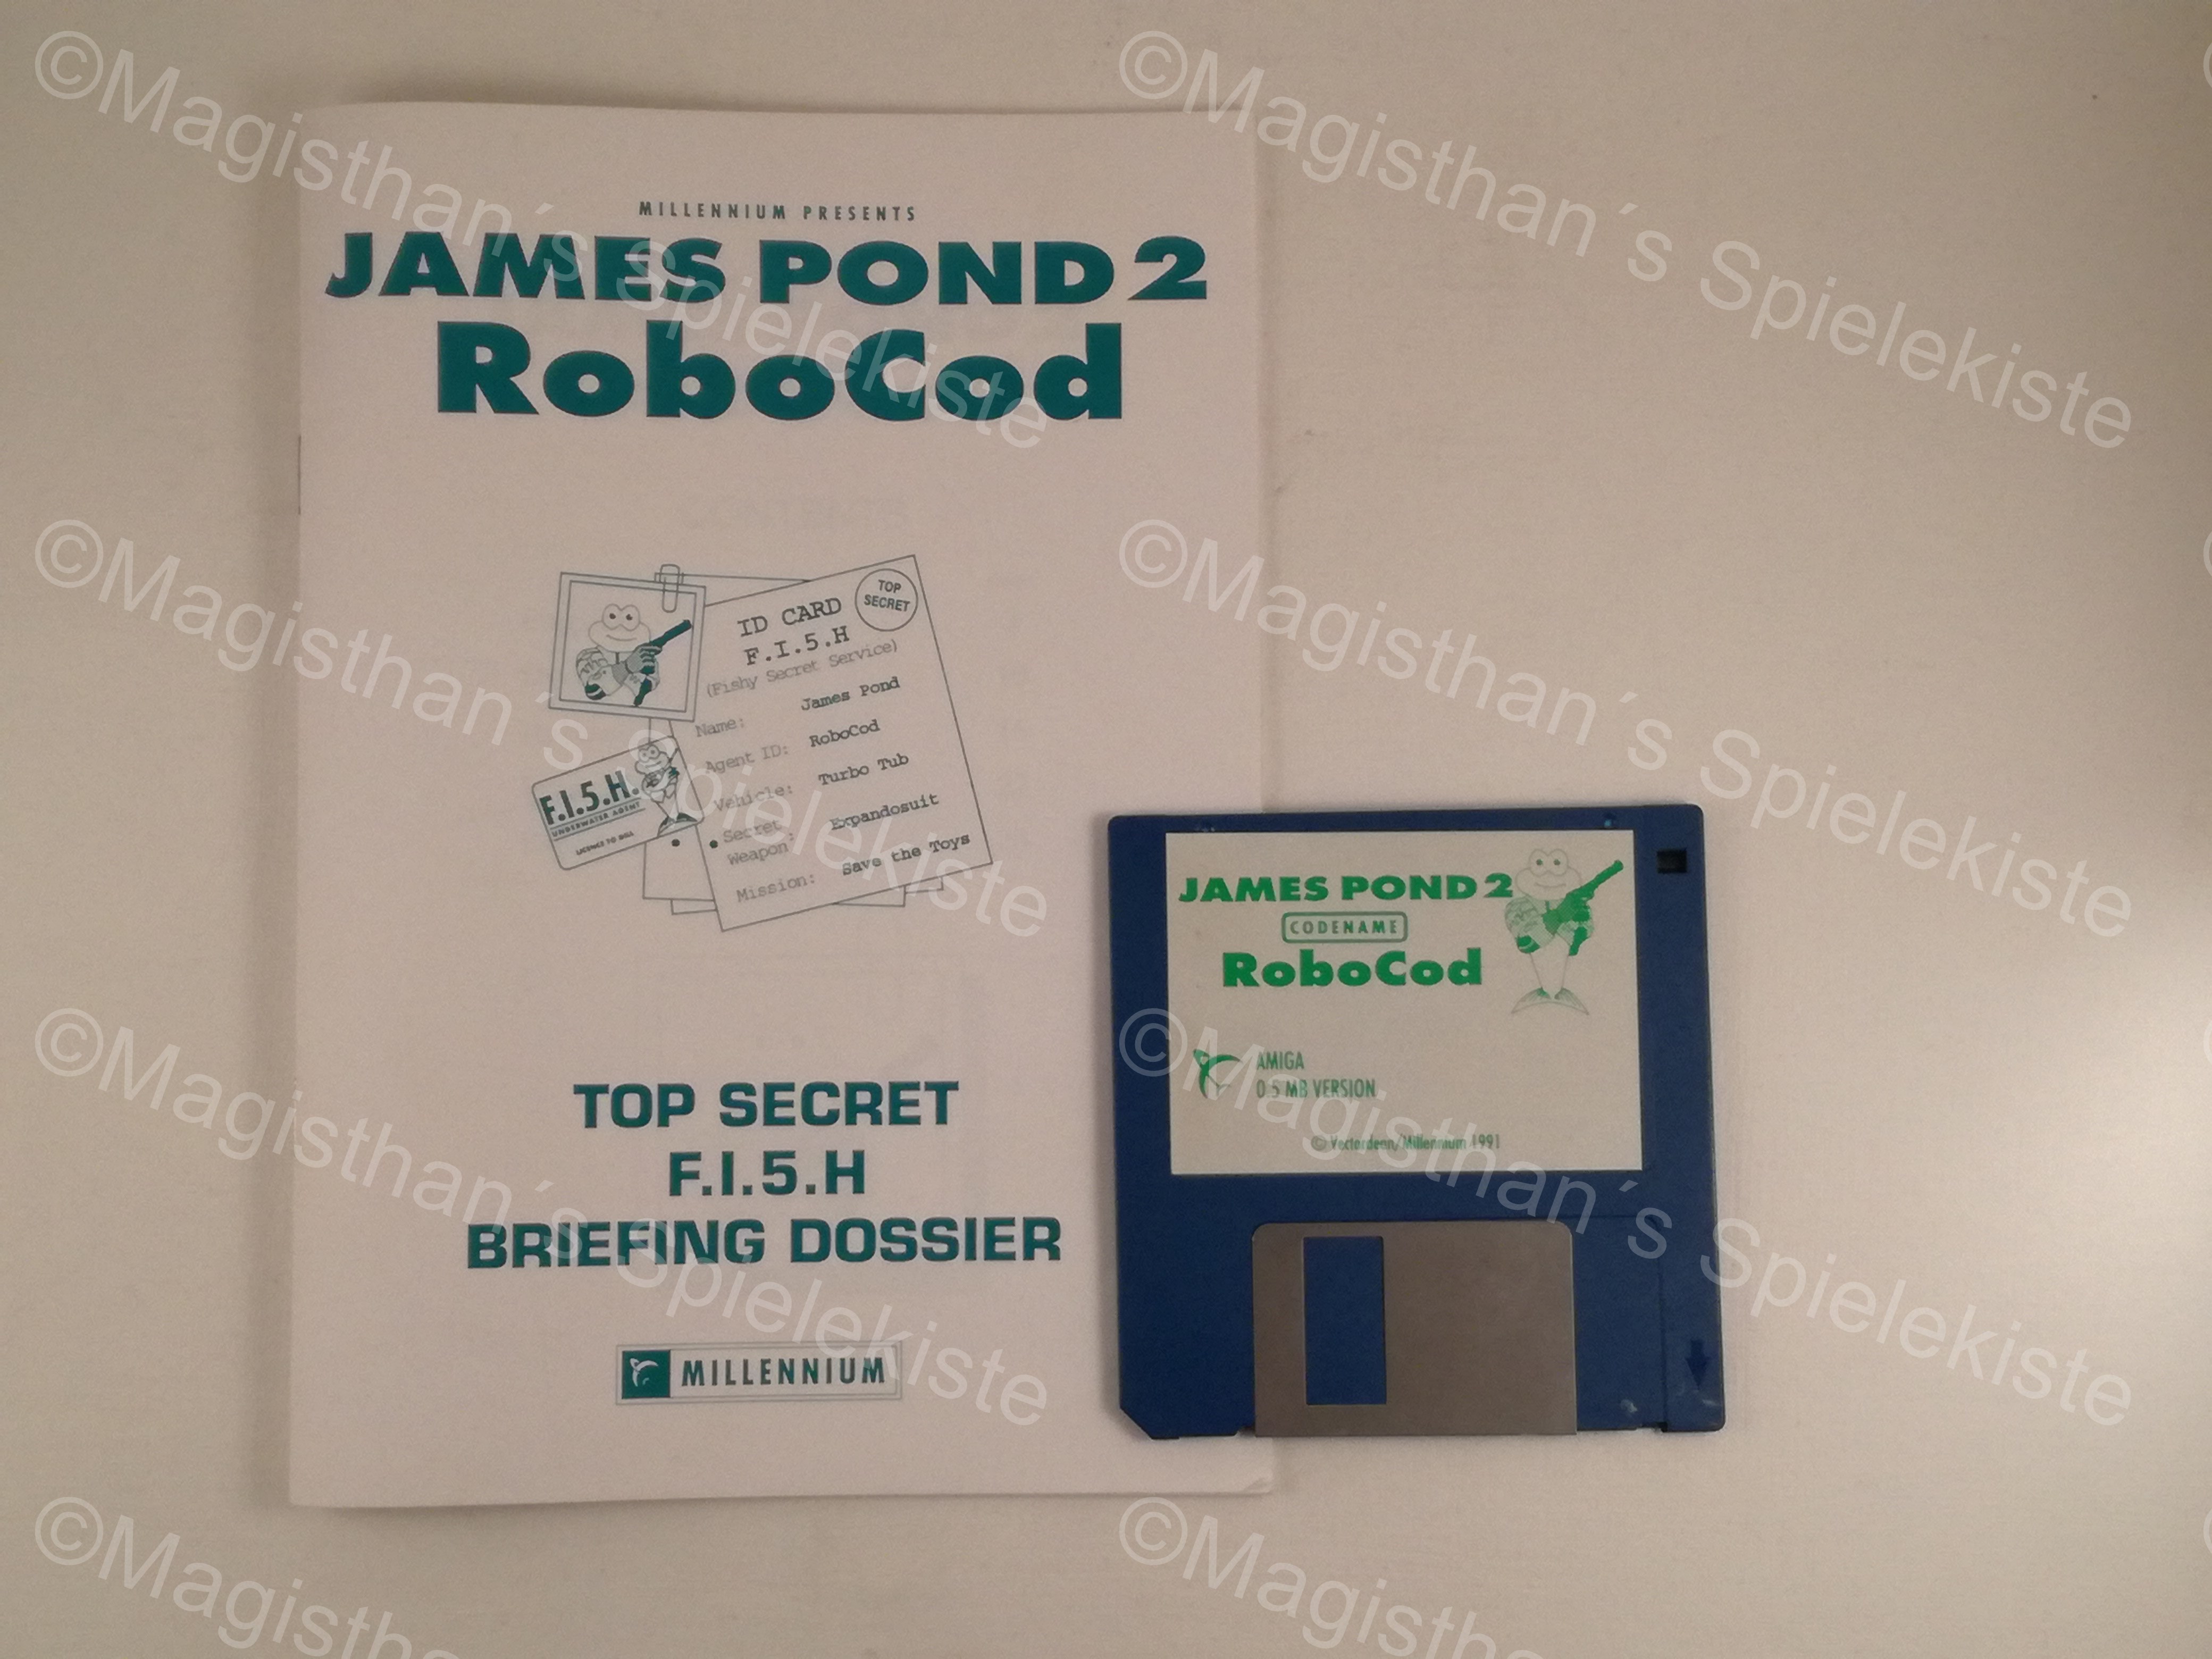 MILLENNIUM PRESENTS
JAMES POND 2
RoboCod
TOP
SECRET
ID CARD
F.I.5.H
(Fishy Secret Service)
Name: James Pond
Agent ID: RoboCod
Vehicle: Turbo Tub
Secret Weapon: Expandosuit
Mission: Save the Toys
F.I.5.H.
UNDERWATER AGENT
LICENCE TO GILL
TOP SECRET
F.I.5.H
BRIEFING DOSSIER
MILLENNIUM
JAMES POND 2
CODENAME
RoboCod
AMIGA
0.5 MB VERSION
© Vectordean/Millennium 1991
©Magisthan´s Spielekiste
©Magisthan´s Spielekiste
©Magisthan´s Spielekiste
©Magisthan´s Spielekiste
©Magisthan´s Spielekiste
©Magisthan´s Spielekiste
©Magistha
©Magisthan